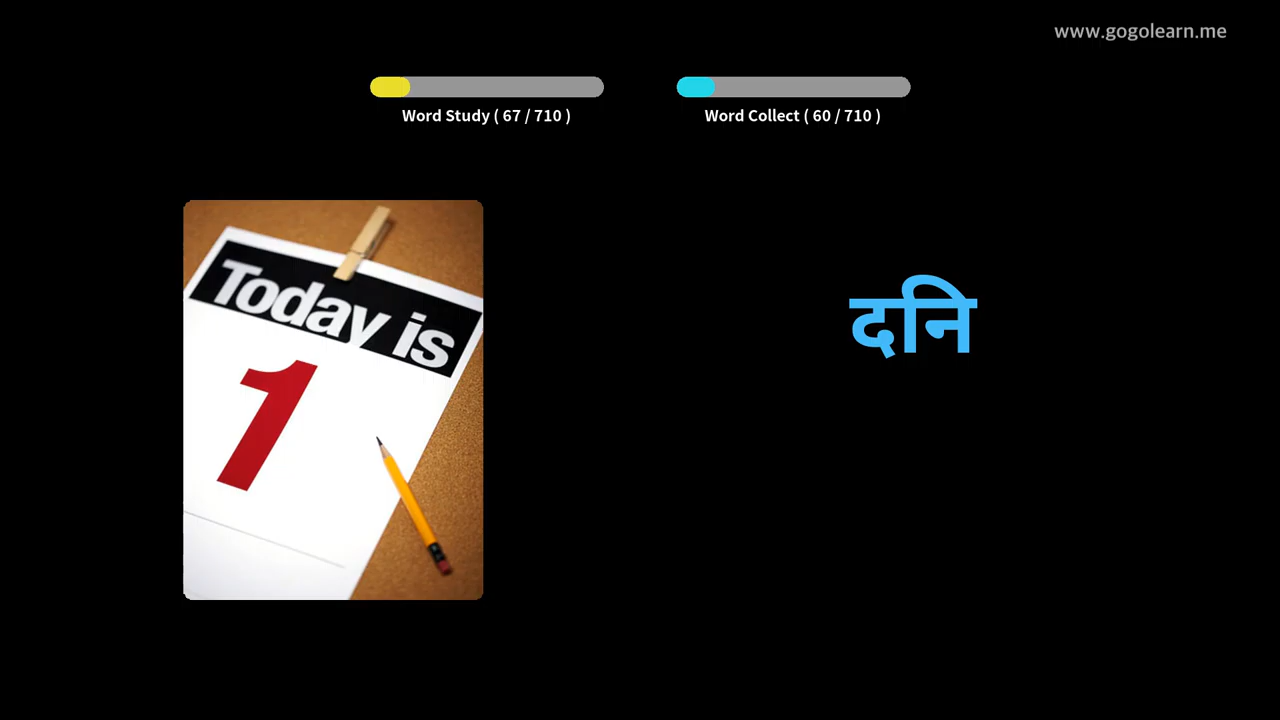 www.gogolearn.me
Word Study ( 67 / 710 )
Word Collect ( 60 / 710 )
Today is
1
दनि